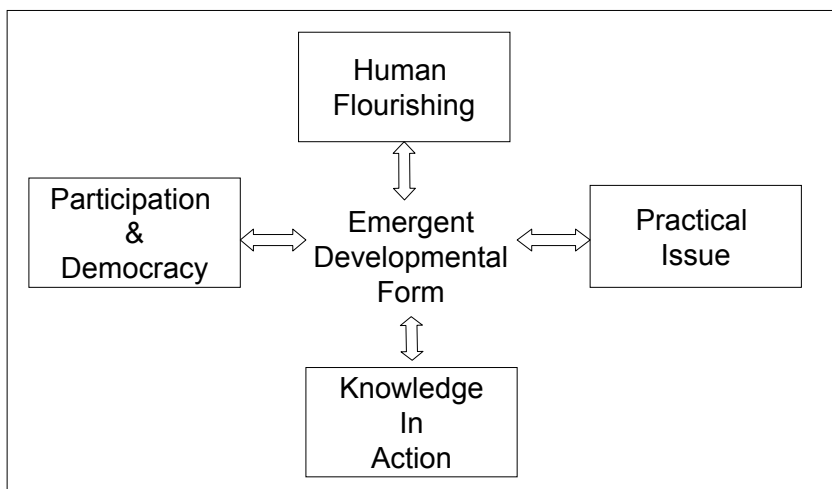 Human
Flourishing
Participation
&
Democracy
Emergent
Developmental
Form
Practical
Issue
Knowledge
In
Action